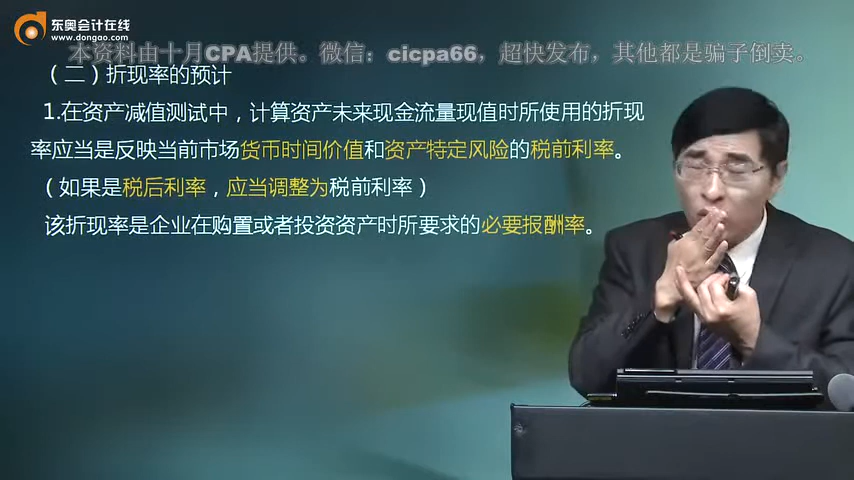 东奥会计在线
www.dongao.com
本资料由十月CPA提供。微信：cicpa66，超快发布，其他都是骗子倒卖。
（二）折现率的预计
1.在资产减值测试中，计算资产未来现金流量现值时所使用的折现
率应当是反映当前市场货币时间价值和资产特定风险的税前利率。
（如果是税后利率，应当调整为税前利率）
该折现率是企业在购置或者投资资产时所要求的必要报酬率。